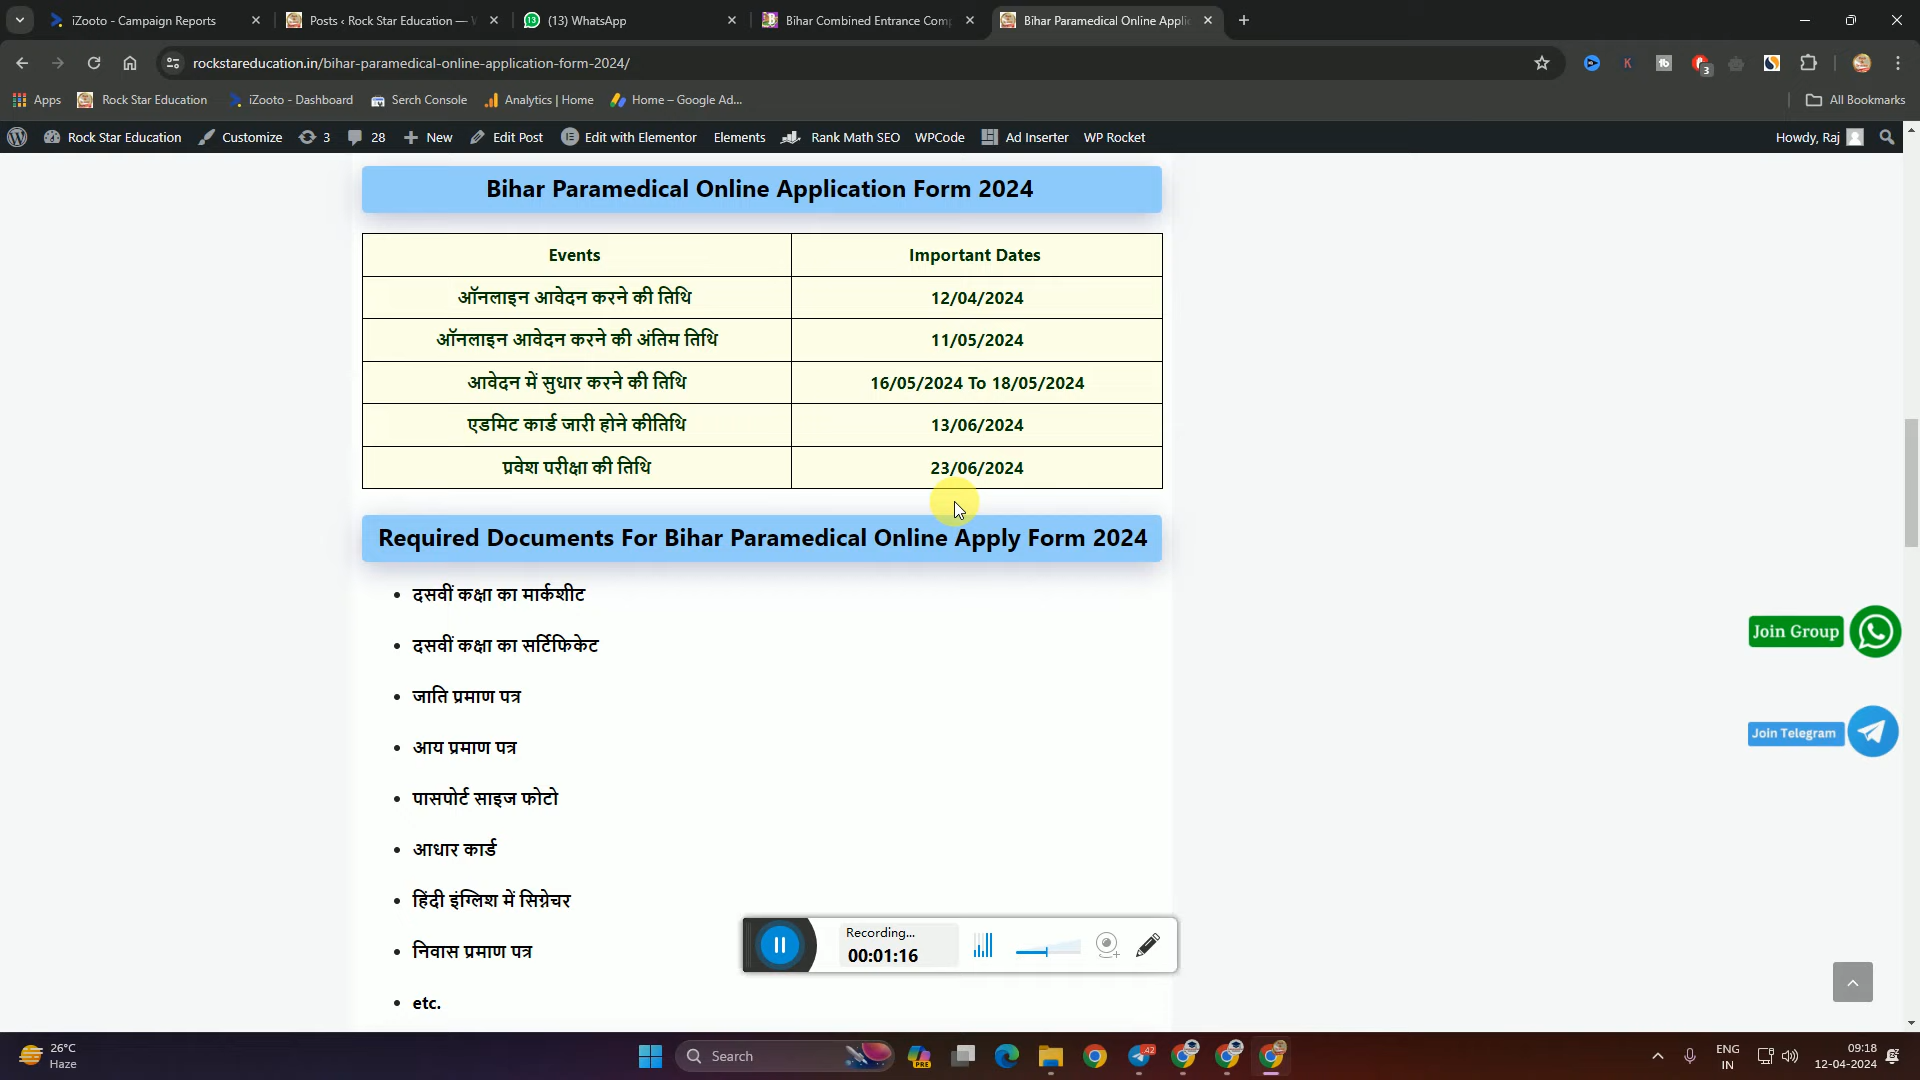 iZooto - Campaign Reports
Posts ‹ Rock Star Education —
(13) WhatsApp
Bihar Combined Entrance Com
Bihar Paramedical Online Appli
rockstareducation.in/bihar-paramedical-online-application-form-2024/
K
tb
3
Apps
Rock Star Education
iZooto - Dashboard
Serch Console
Analytics | Home
Home – Google Ad...
All Bookmarks
Rock Star Education
Customize
3
28
New
Edit Post
Edit with Elementor
Elements
Rank Math SEO
WPCode
Ad Inserter
WP Rocket
Howdy, Raj
Bihar Paramedical Online Application Form 2024
Events
Important Dates
ऑनलाइन आवेदन करने की तिथि
12/04/2024
ऑनलाइन आवेदन करने की अंतिम तिथि
11/05/2024
आवेदन में सुधार करने की तिथि
16/05/2024 To 18/05/2024
एडमिट कार्ड जारी होने कीतिथि
13/06/2024
प्रवेश परीक्षा की तिथि
23/06/2024
Required Documents For Bihar Paramedical Online Apply Form 2024
• दसवीं कक्षा का मार्कशीट
• दसवीं कक्षा का सर्टिफिकेट
• जाति प्रमाण पत्र
• आय प्रमाण पत्र
• पासपोर्ट साइज फोटो
• आधार कार्ड
• हिंदी इंग्लिश में सिग्नेचर
• निवास प्रमाण पत्र
• etc.
Join Group
Join Telegram
Recording...
00:01:16
26°C
Haze
Search
PRE
42
ENG
IN
09:18
12-04-2024